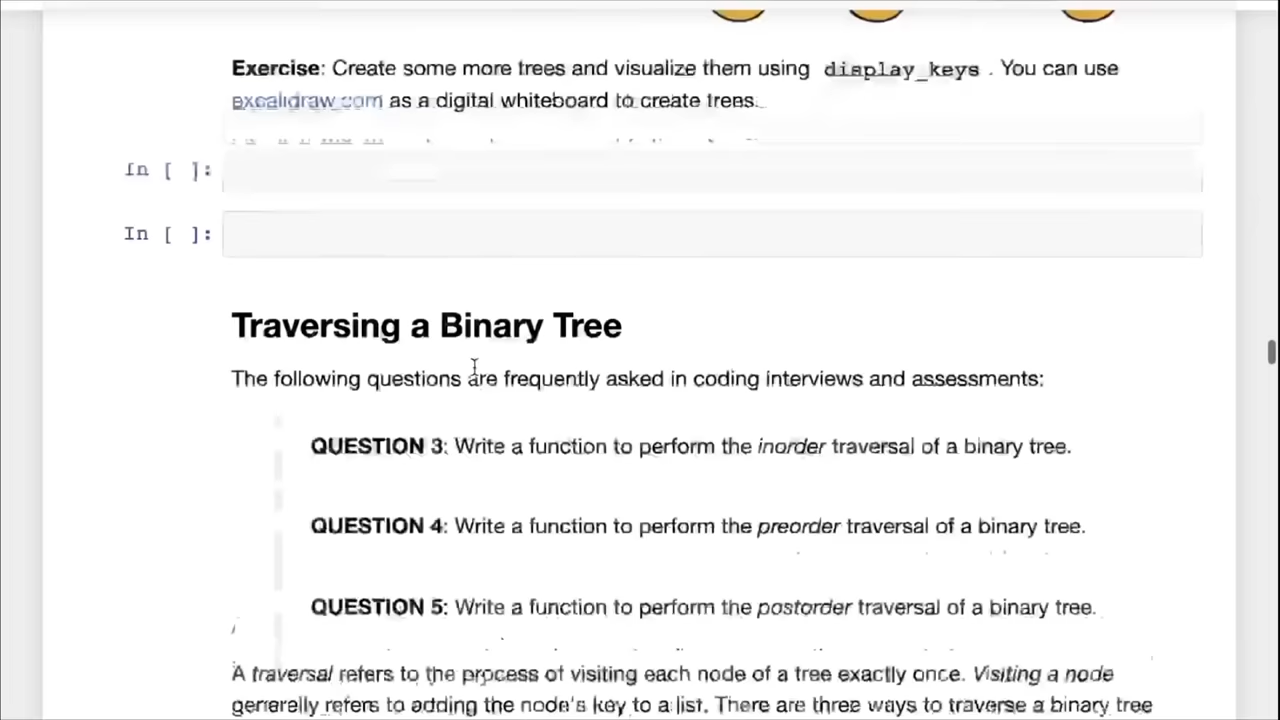 Exercise: Create some more trees and visualize them using display_keys . You can use
excalidraw.com as a digital whiteboard to create trees.
In [ ]:
In [ ]:
Traversing a Binary Tree
The following questions are frequently asked in coding interviews and assessments:
QUESTION 3: Write a function to perform the inorder traversal of a binary tree.
QUESTION 4: Write a function to perform the preorder traversal of a binary tree.
QUESTION 5: Write a function to perform the postorder traversal of a binary tree.
A traversal refers to the process of visiting each node of a tree exactly once. Visiting a node
generally refers to adding the node's key to a list. There are three ways to traverse a binary tree